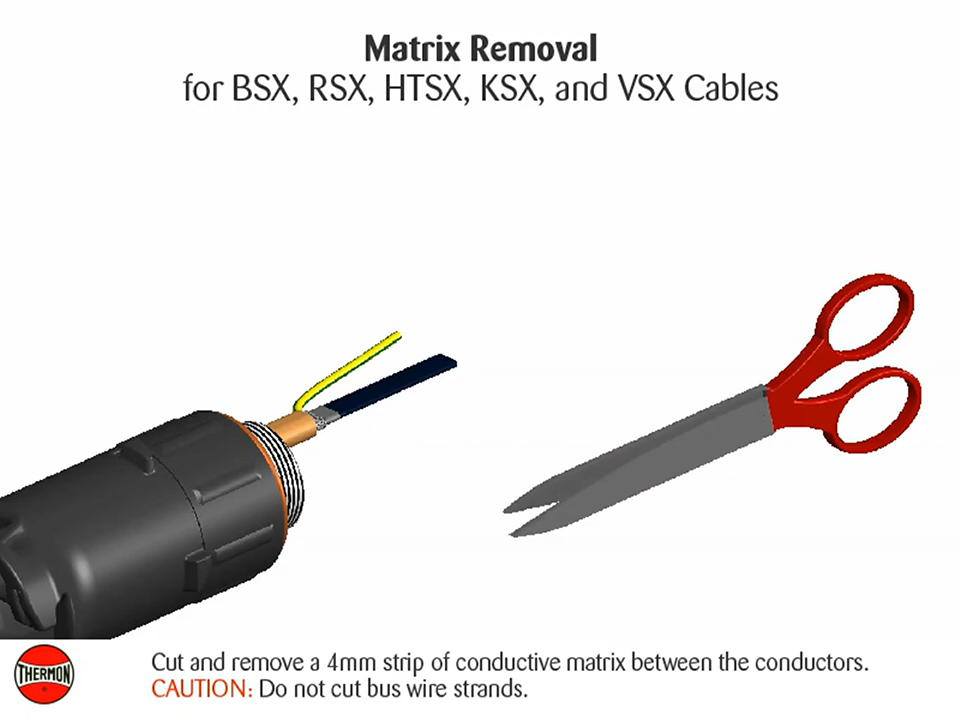 Matrix Removal
for BSX, RSX, HTSX, KSX, and VSX Cables
THERMON
Cut and remove a 4mm strip of conductive matrix between the conductors.
CAUTION: Do not cut bus wire strands.